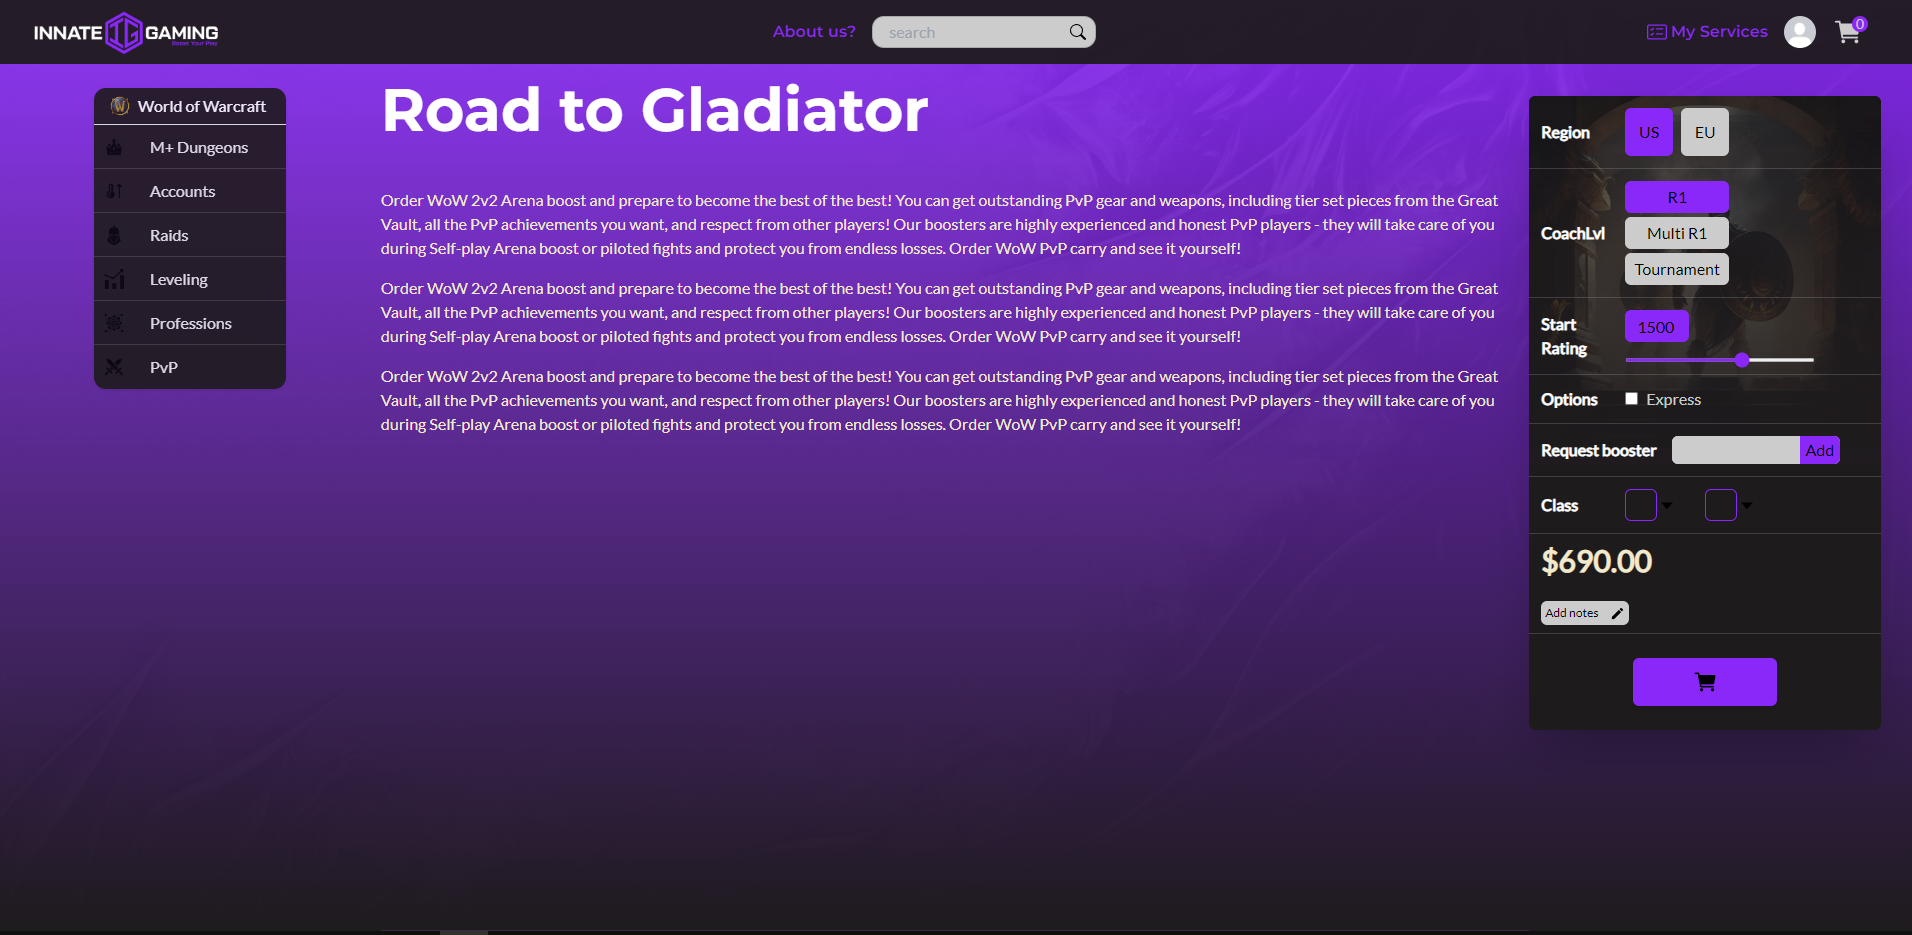 INNATE IG GAMING
Boost Your Play
About us?
search
My Services
0
World of Warcraft
M+ Dungeons
Accounts
Raids
Leveling
Professions
PvP
Road to Gladiator
Order WoW 2v2 Arena boost and prepare to become the best of the best! You can get outstanding PvP gear and weapons, including tier set pieces from the Great
Vault, all the PvP achievements you want, and respect from other players! Our boosters are highly experienced and honest PvP players - they will take care of you
during Self-play Arena boost or piloted fights and protect you from endless losses. Order WoW PvP carry and see it yourself!
Order WoW 2v2 Arena boost and prepare to become the best of the best! You can get outstanding PvP gear and weapons, including tier set pieces from the Great
Vault, all the PvP achievements you want, and respect from other players! Our boosters are highly experienced and honest PvP players - they will take care of you
during Self-play Arena boost or piloted fights and protect you from endless losses. Order WoW PvP carry and see it yourself!
Order WoW 2v2 Arena boost and prepare to become the best of the best! You can get outstanding PvP gear and weapons, including tier set pieces from the Great
Vault, all the PvP achievements you want, and respect from other players! Our boosters are highly experienced and honest PvP players - they will take care of you
during Self-play Arena boost or piloted fights and protect you from endless losses. Order WoW PvP carry and see it yourself!
Region US EU
CoachLvl
R1
Multi R1
Tournament
Start
Rating
1500
Options Express
Request booster Add
Class
$690.00
Add notes